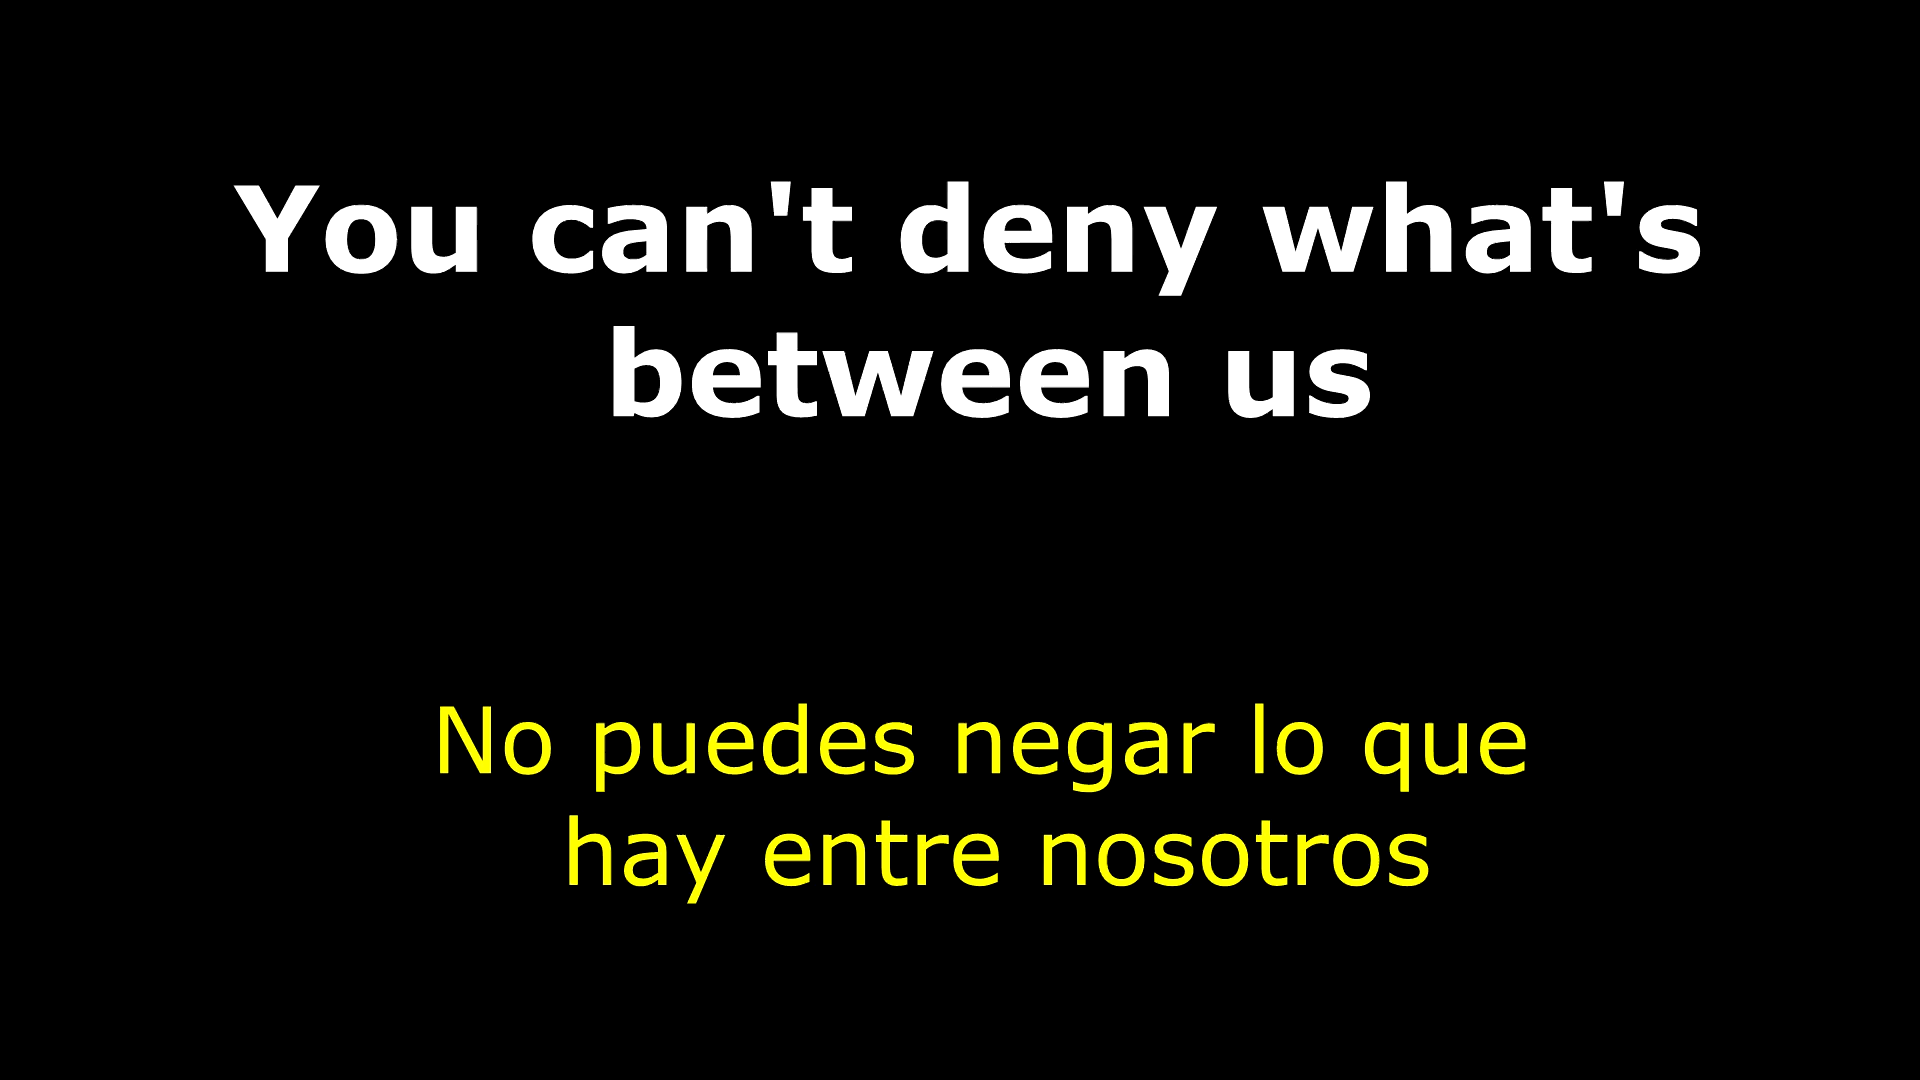 You can't deny what's
between us
No puedes negar lo que
hay entre nosotros